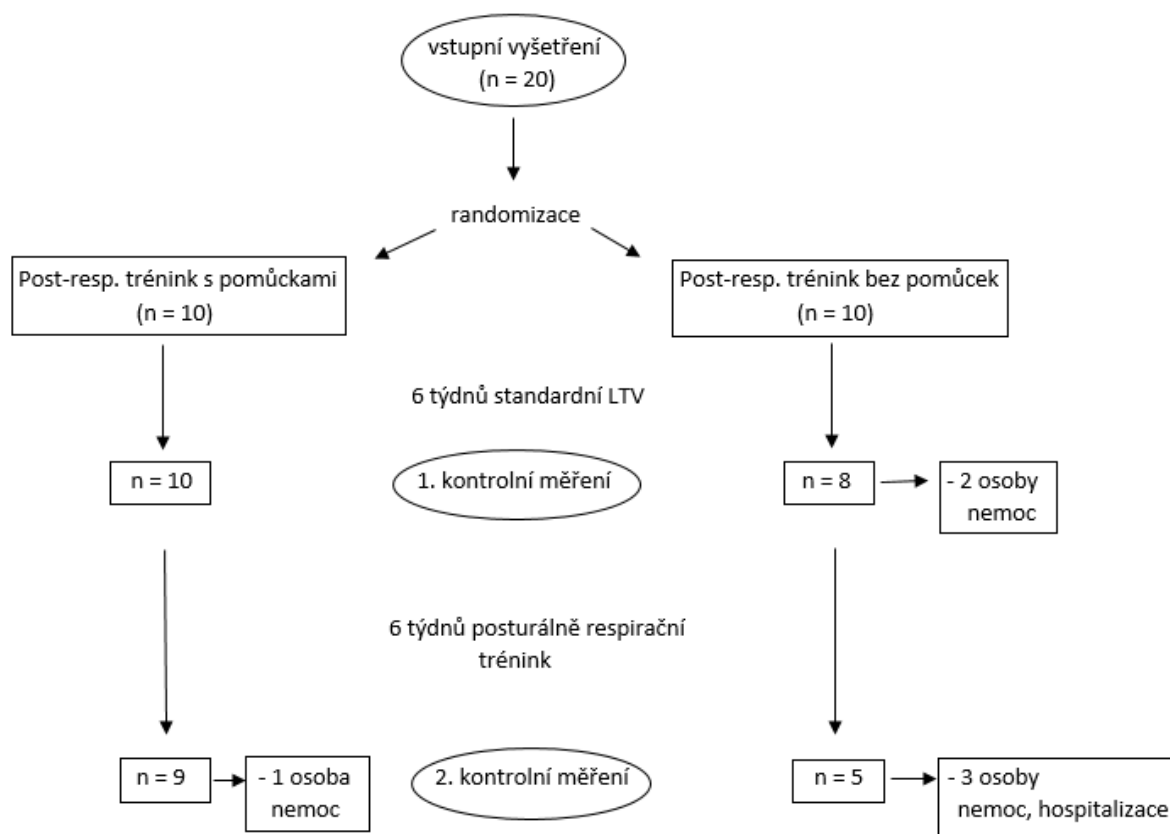 vstupní vyšetření
(n = 20)
randomizace
Post-resp. trénink s pomůckami
(n = 10)
Post-resp. trénink bez pomůcek
(n = 10)
6 týdnů standardní LTV
n = 10
1. kontrolní měření
n = 8
- 2 osoby
nemoc
6 týdnů posturálně respirační
trénink
n = 9
- 1 osoba
nemoc
2. kontrolní měření
n = 5
- 3 osoby
nemoc, hospitalizace